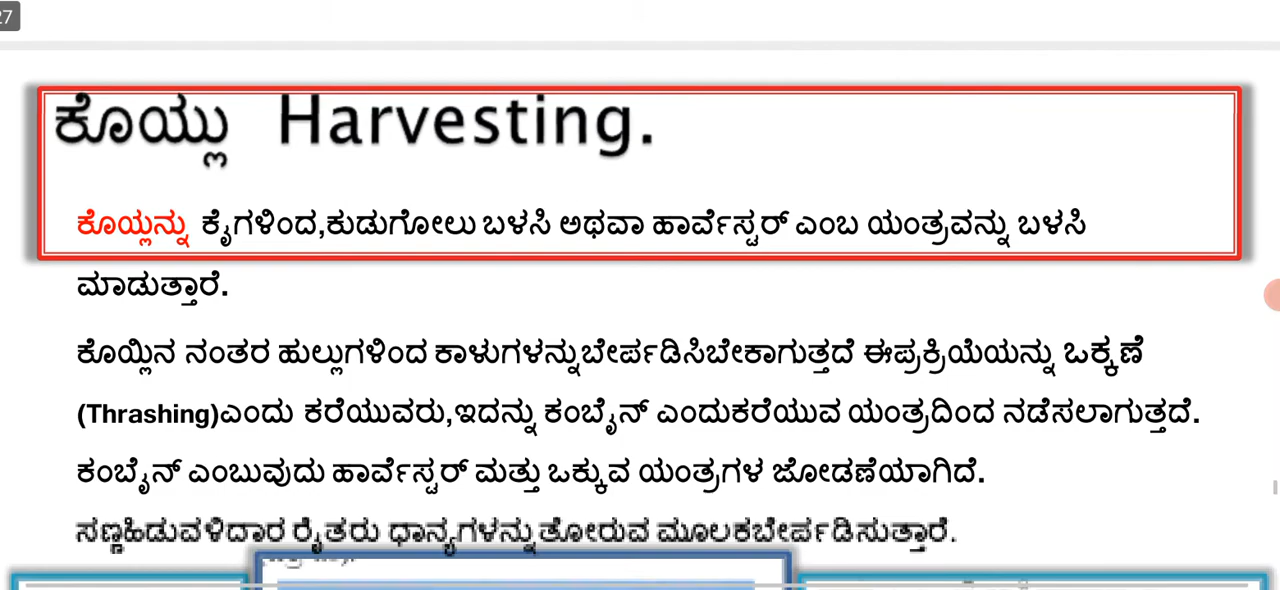 27
ಕೊಯ್ಲು Harvesting.
ಕೊಯ್ಲನ್ನು ಕೈಗಳಿಂದ,ಕುಡುಗೋಲು ಬಳಸಿ ಅಥವಾ ಹಾರ್ವೆಸ್ಟರ್ ಎಂಬ ಯಂತ್ರವನ್ನು ಬಳಸಿ
ಮಾಡುತ್ತಾರೆ.
ಕೊಯ್ಲಿನ ನಂತರ ಹುಲ್ಲುಗಳಿಂದ ಕಾಳುಗಳನ್ನುಬೇರ್ಪಡಿಸಿಬೇಕಾಗುತ್ತದೆ ಈಪ್ರಕ್ರಿಯೆಯನ್ನು ಒಕ್ಕಣೆ
(Thrashing)ಎಂದು ಕರೆಯುವರು,ಇದನ್ನು ಕಂಬೈನ್ ಎಂದುಕರೆಯುವ ಯಂತ್ರದಿಂದ ನಡೆಸಲಾಗುತ್ತದೆ.
ಕಂಬೈನ್ ಎಂಬುವುದು ಹಾರ್ವೆಸ್ಟರ್ ಮತ್ತು ಒಕ್ಕುವ ಯಂತ್ರಗಳ ಜೋಡಣೆಯಾಗಿದೆ.
ಸಣ್ಣಹಿಡುವಳಿದಾರ ರೈತರು ಧಾನ್ಯಗಳನ್ನುತೋರುವ ಮೂಲಕಬೇರ್ಪಡಿಸುತ್ತಾರೆ.